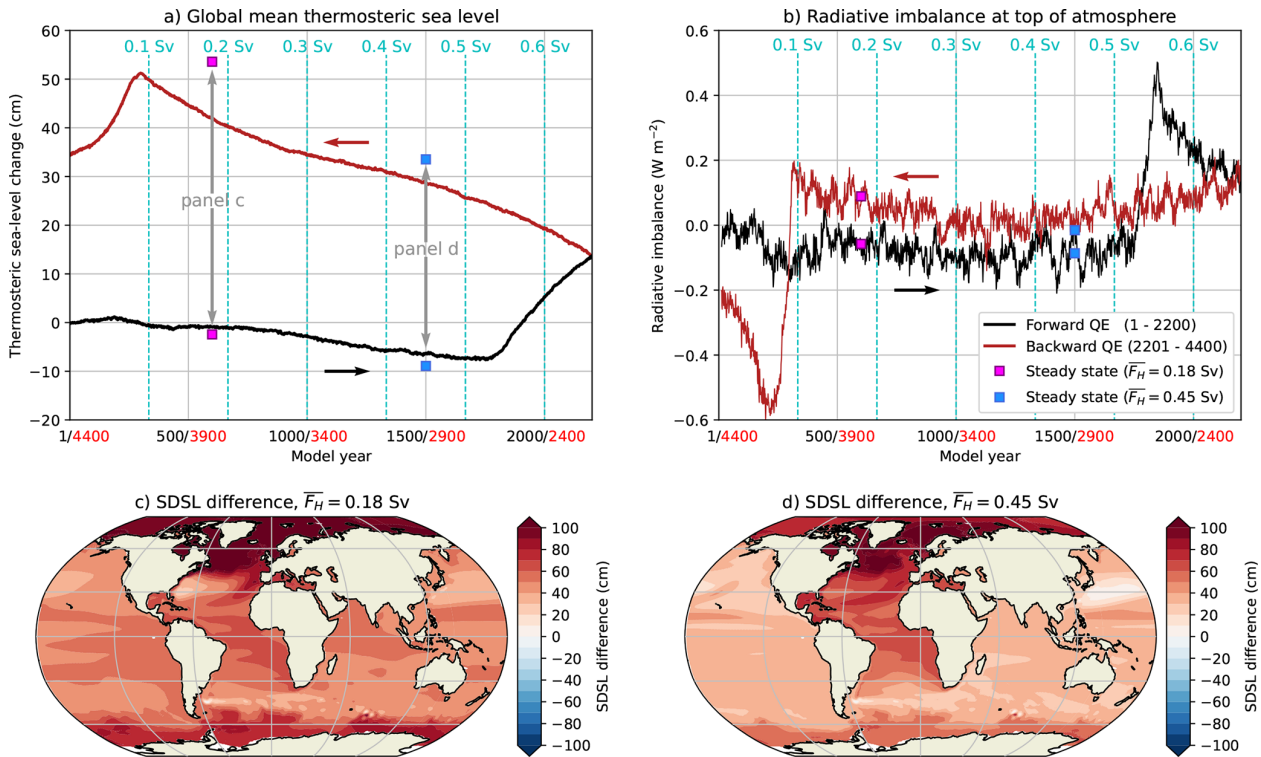 a) Global mean thermosteric sea level
60
50
40
30
20
10
0
−10
−20
Thermosteric sea-level change (cm)
0.1 Sv 0.2 Sv 0.3 Sv 0.4 Sv 0.5 Sv 0.6 Sv
panel c
panel d
1/4400 500/3900 1000/3400 1500/2900 2000/2400
Model year
b) Radiative imbalance at top of atmosphere
0.6
0.4
0.2
0.0
−0.2
−0.4
−0.6
Radiative imbalance (W m⁻²)
0.1 Sv 0.2 Sv 0.3 Sv 0.4 Sv 0.5 Sv 0.6 Sv
Forward QE (1 - 2200)
Backward QE (2201 - 4400)
Steady state (F̅_H = 0.18 Sv)
Steady state (F̅_H = 0.45 Sv)
1/4400 500/3900 1000/3400 1500/2900 2000/2400
Model year
c) SDSL difference, F̅_H = 0.18 Sv
100
80
60
40
20
0
−20
−40
−60
−80
−100
SDSL difference (cm)
d) SDSL difference, F̅_H = 0.45 Sv
100
80
60
40
20
0
−20
−40
−60
−80
−100
SDSL difference (cm)